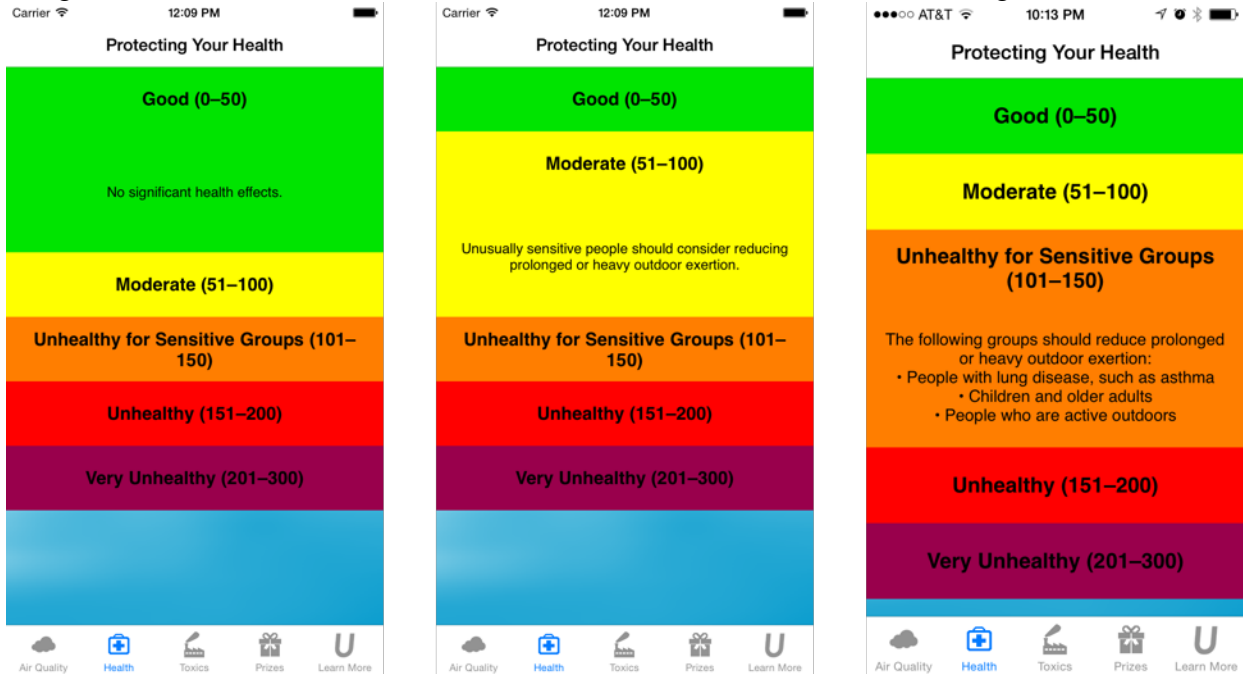 Carrier 12:09 PM
Protecting Your Health
Good (0–50)
No significant health effects.
Moderate (51–100)
Unhealthy for Sensitive Groups (101–
150)
Unhealthy (151–200)
Very Unhealthy (201–300)
Air Quality Health Toxics Prizes Learn More
Carrier 12:09 PM
Protecting Your Health
Good (0–50)
Moderate (51–100)
Unusually sensitive people should consider reducing
prolonged or heavy outdoor exertion.
Unhealthy for Sensitive Groups (101–
150)
Unhealthy (151–200)
Very Unhealthy (201–300)
Air Quality Health Toxics Prizes Learn More
AT&T 10:13 PM
Protecting Your Health
Good (0–50)
Moderate (51–100)
Unhealthy for Sensitive Groups
(101–150)
The following groups should reduce prolonged
or heavy outdoor exertion:
• People with lung disease, such as asthma
• Children and older adults
• People who are active outdoors
Unhealthy (151–200)
Very Unhealthy (201–300)
Air Quality Health Toxics Prizes Learn More